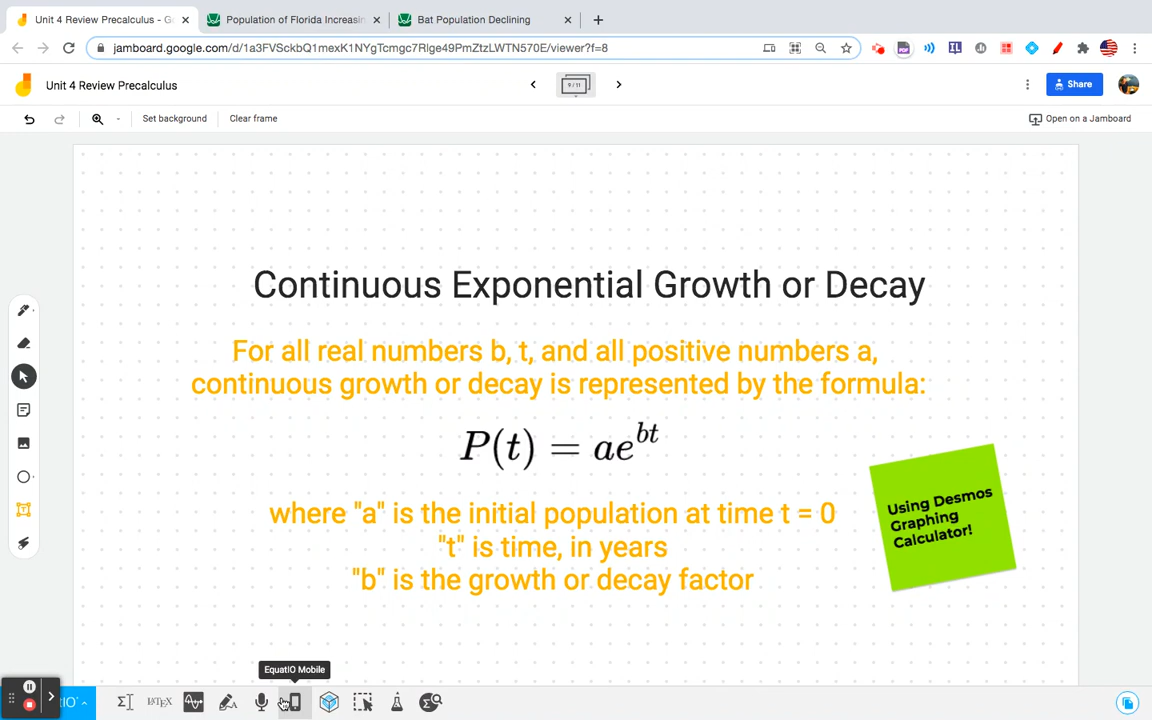 Unit 4 Review Precalculus - Go
Population of Florida Increasin
Bat Population Declining
jamboard.google.com/d/1a3FVSckbQ1mexK1NYgTcmgc7Rlge49PmZtzLWTN570E/viewer?f=8
Unit 4 Review Precalculus
9 / 11
Share
Set background
Clear frame
Open on a Jamboard
Continuous Exponential Growth or Decay
For all real numbers b, t, and all positive numbers a,
continuous growth or decay is represented by the formula:
P(t) = ae^{bt}
where "a" is the initial population at time t = 0
"t" is time, in years
"b" is the growth or decay factor
Using Desmos
Graphing
Calculator!
EquatIO Mobile
LATEX